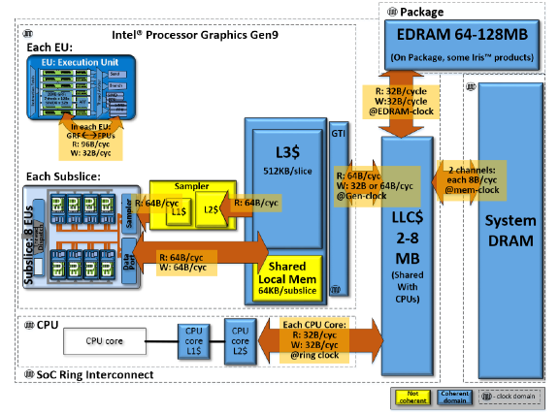 Intel® Processor Graphics Gen9
Each EU:
EU: Execution Unit
In each EU:
GRF ←→FPUs
R: 96B/cyc
W: 32B/cyc
Each Subslice:
Subslice: 8 EUs
Sampler
Data Port
R: 64B/cyc
Sampler
L1$
L2$
R: 64B/cyc
R: 64B/cyc
W: 64B/cyc
L3$
512KB/slice
Shared
Local Mem
64KB/subslice
GTI
R: 64B/cyc
W: 32B or 64B/cyc
@Gen-clock
Package
EDRAM 64-128MB
(On Package, some Iris™ products)
R: 32B/cycle
W:32B/cycle
@EDRAM-clock
LLC$
2-8
MB
(Shared
With
CPUs)
2 channels:
each 8B/cyc
@mem-clock
System
DRAM
CPU
CPU core
CPU
core
L1$
CPU
core
L2$
Each CPU Core:
R: 32B/cyc
W: 32B/cyc
@ring clock
SoC Ring Interconnect
Not
coherent
Coherent
domain
- clock domain